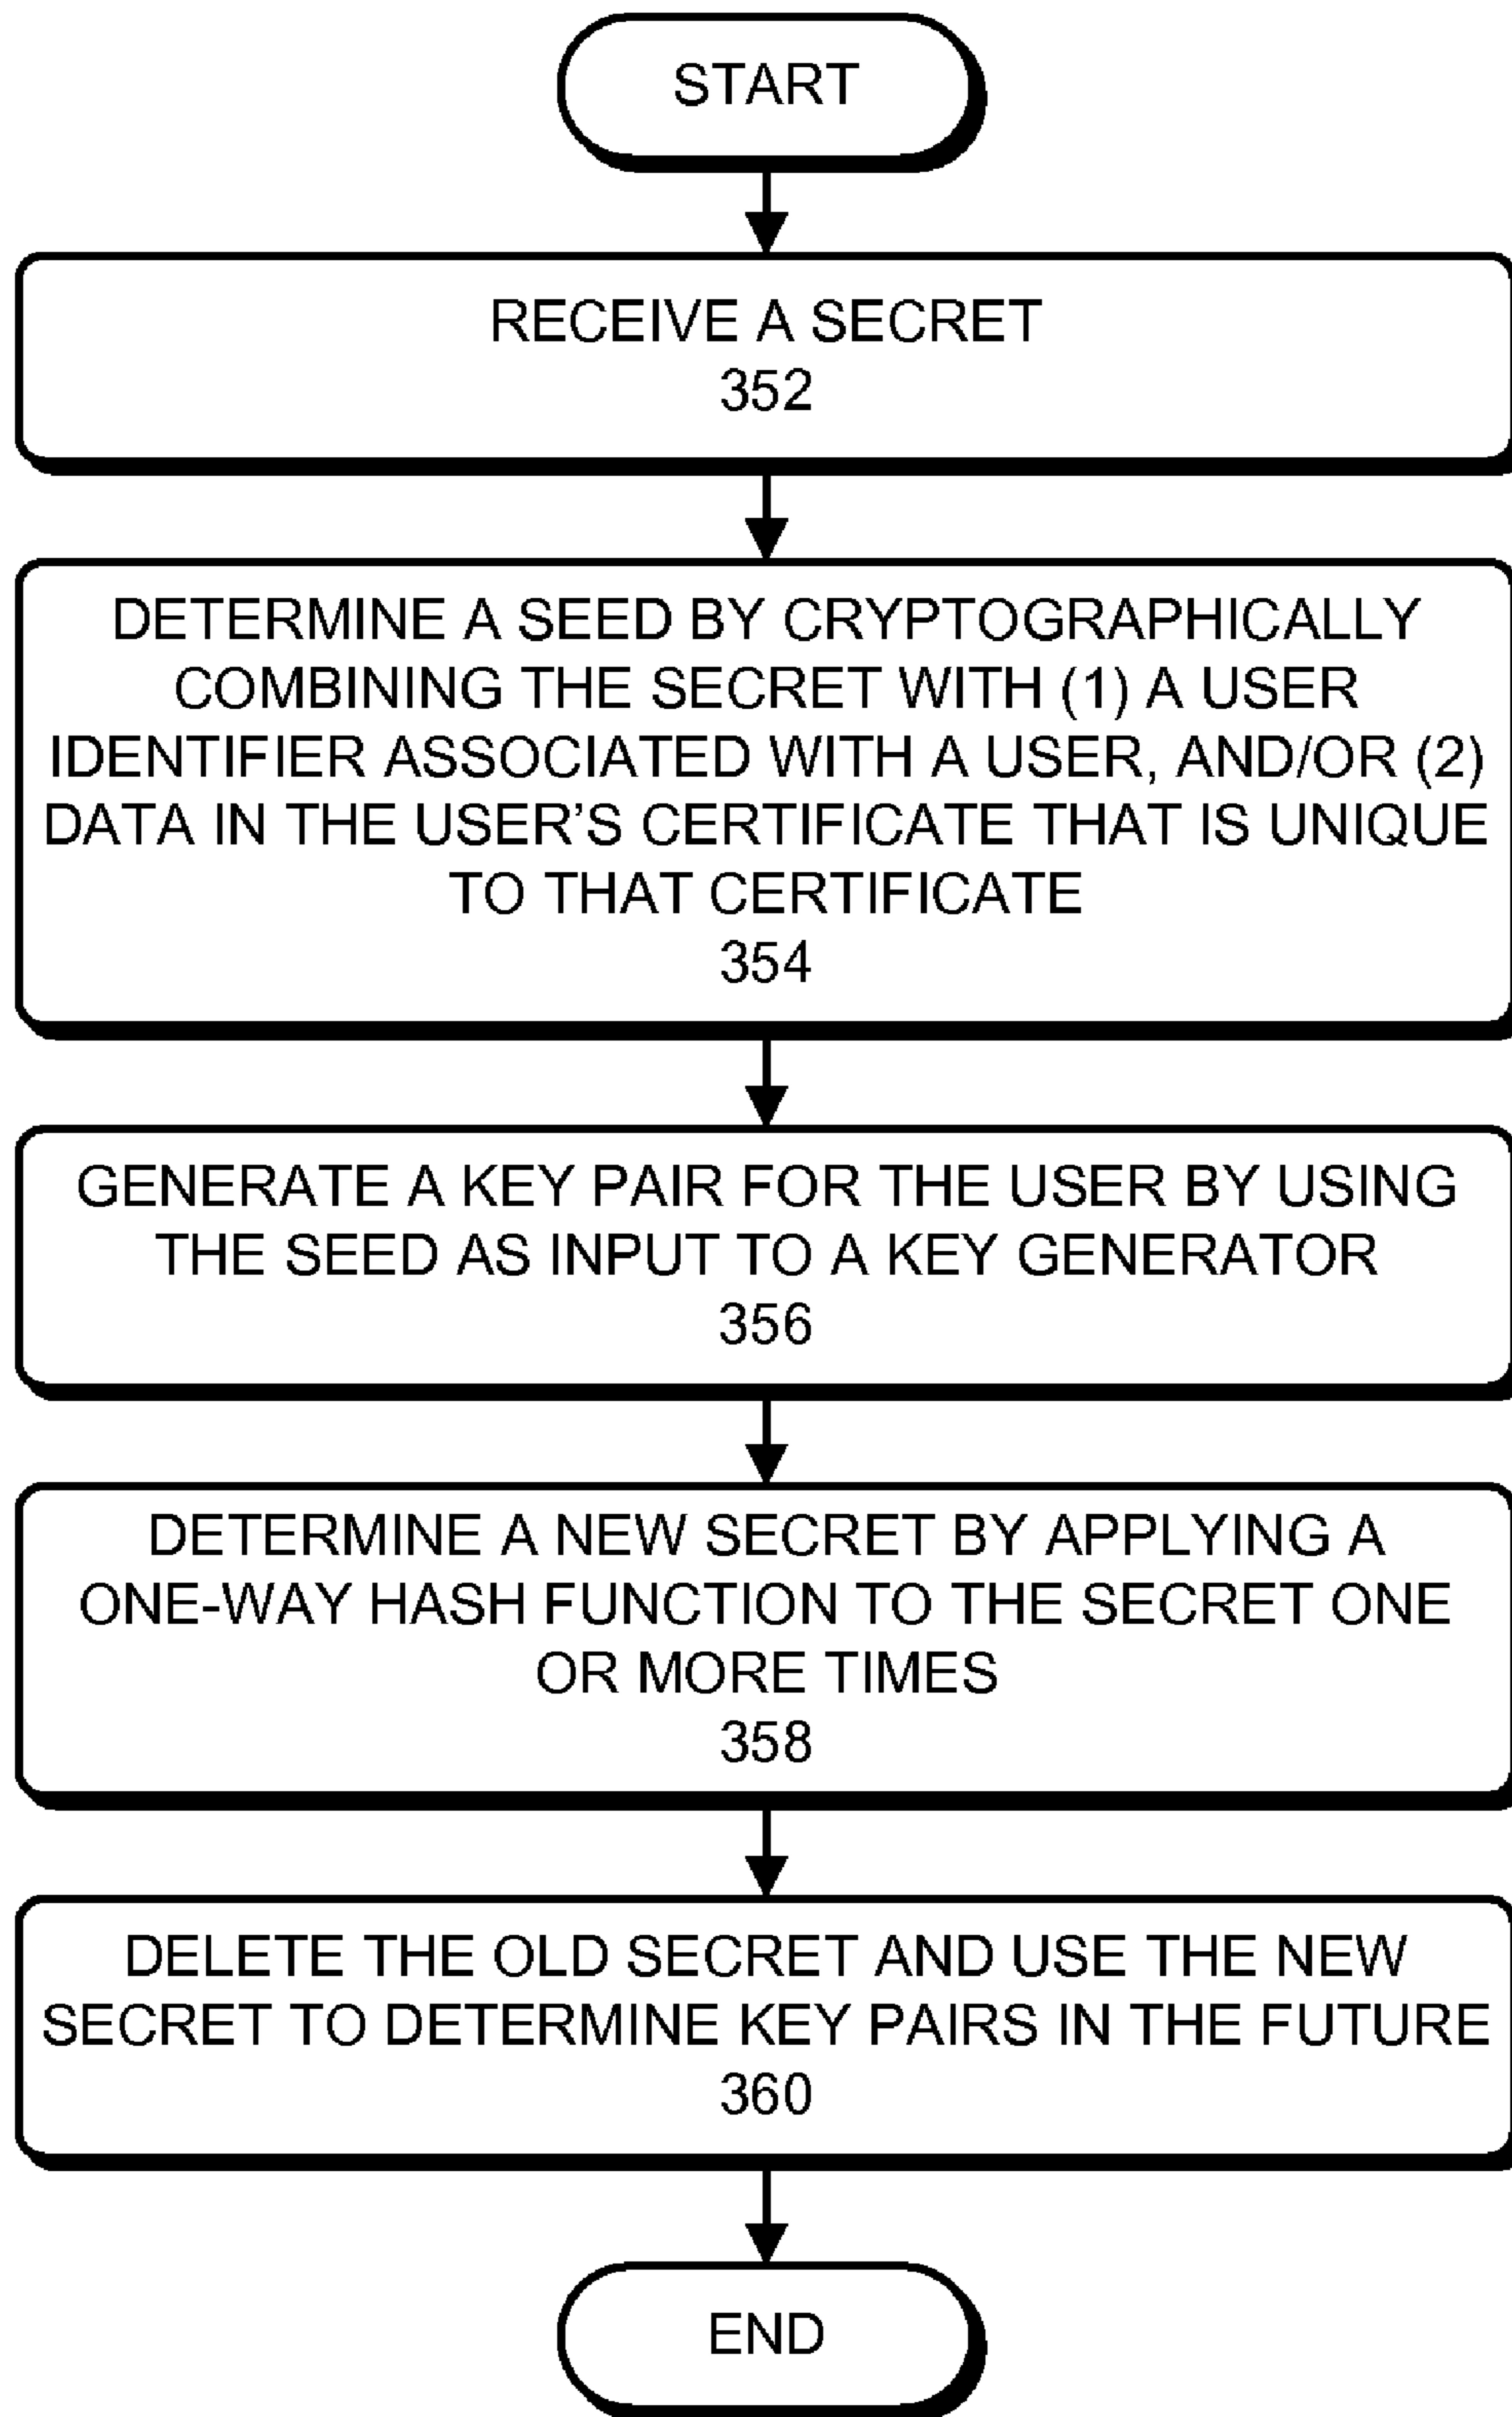 START
RECEIVE A SECRET
352
DETERMINE A SEED BY CRYPTOGRAPHICALLY
COMBINING THE SECRET WITH (1) A USER
IDENTIFIER ASSOCIATED WITH A USER, AND/OR (2)
DATA IN THE USER’S CERTIFICATE THAT IS UNIQUE
TO THAT CERTIFICATE
354
GENERATE A KEY PAIR FOR THE USER BY USING
THE SEED AS INPUT TO A KEY GENERATOR
356
DETERMINE A NEW SECRET BY APPLYING A
ONE-WAY HASH FUNCTION TO THE SECRET ONE
OR MORE TIMES
358
DELETE THE OLD SECRET AND USE THE NEW
SECRET TO DETERMINE KEY PAIRS IN THE FUTURE
360
END